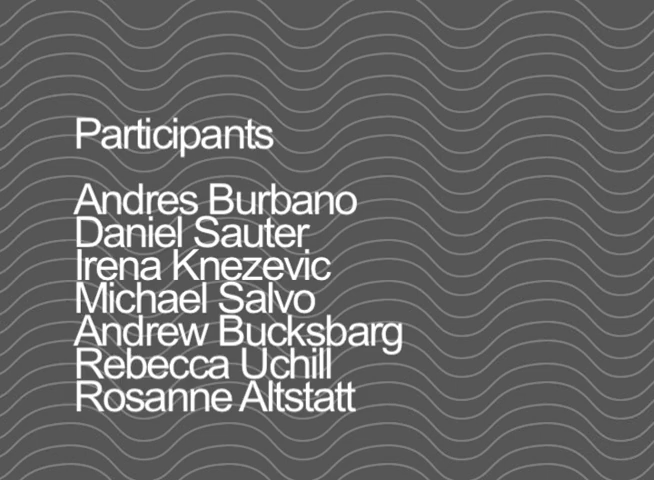 Participants
Andres Burbano
Daniel Sauter
Irena Knezevic
Michael Salvo
Andrew Bucksbarg
Rebecca Uchill
Rosanne Altstatt